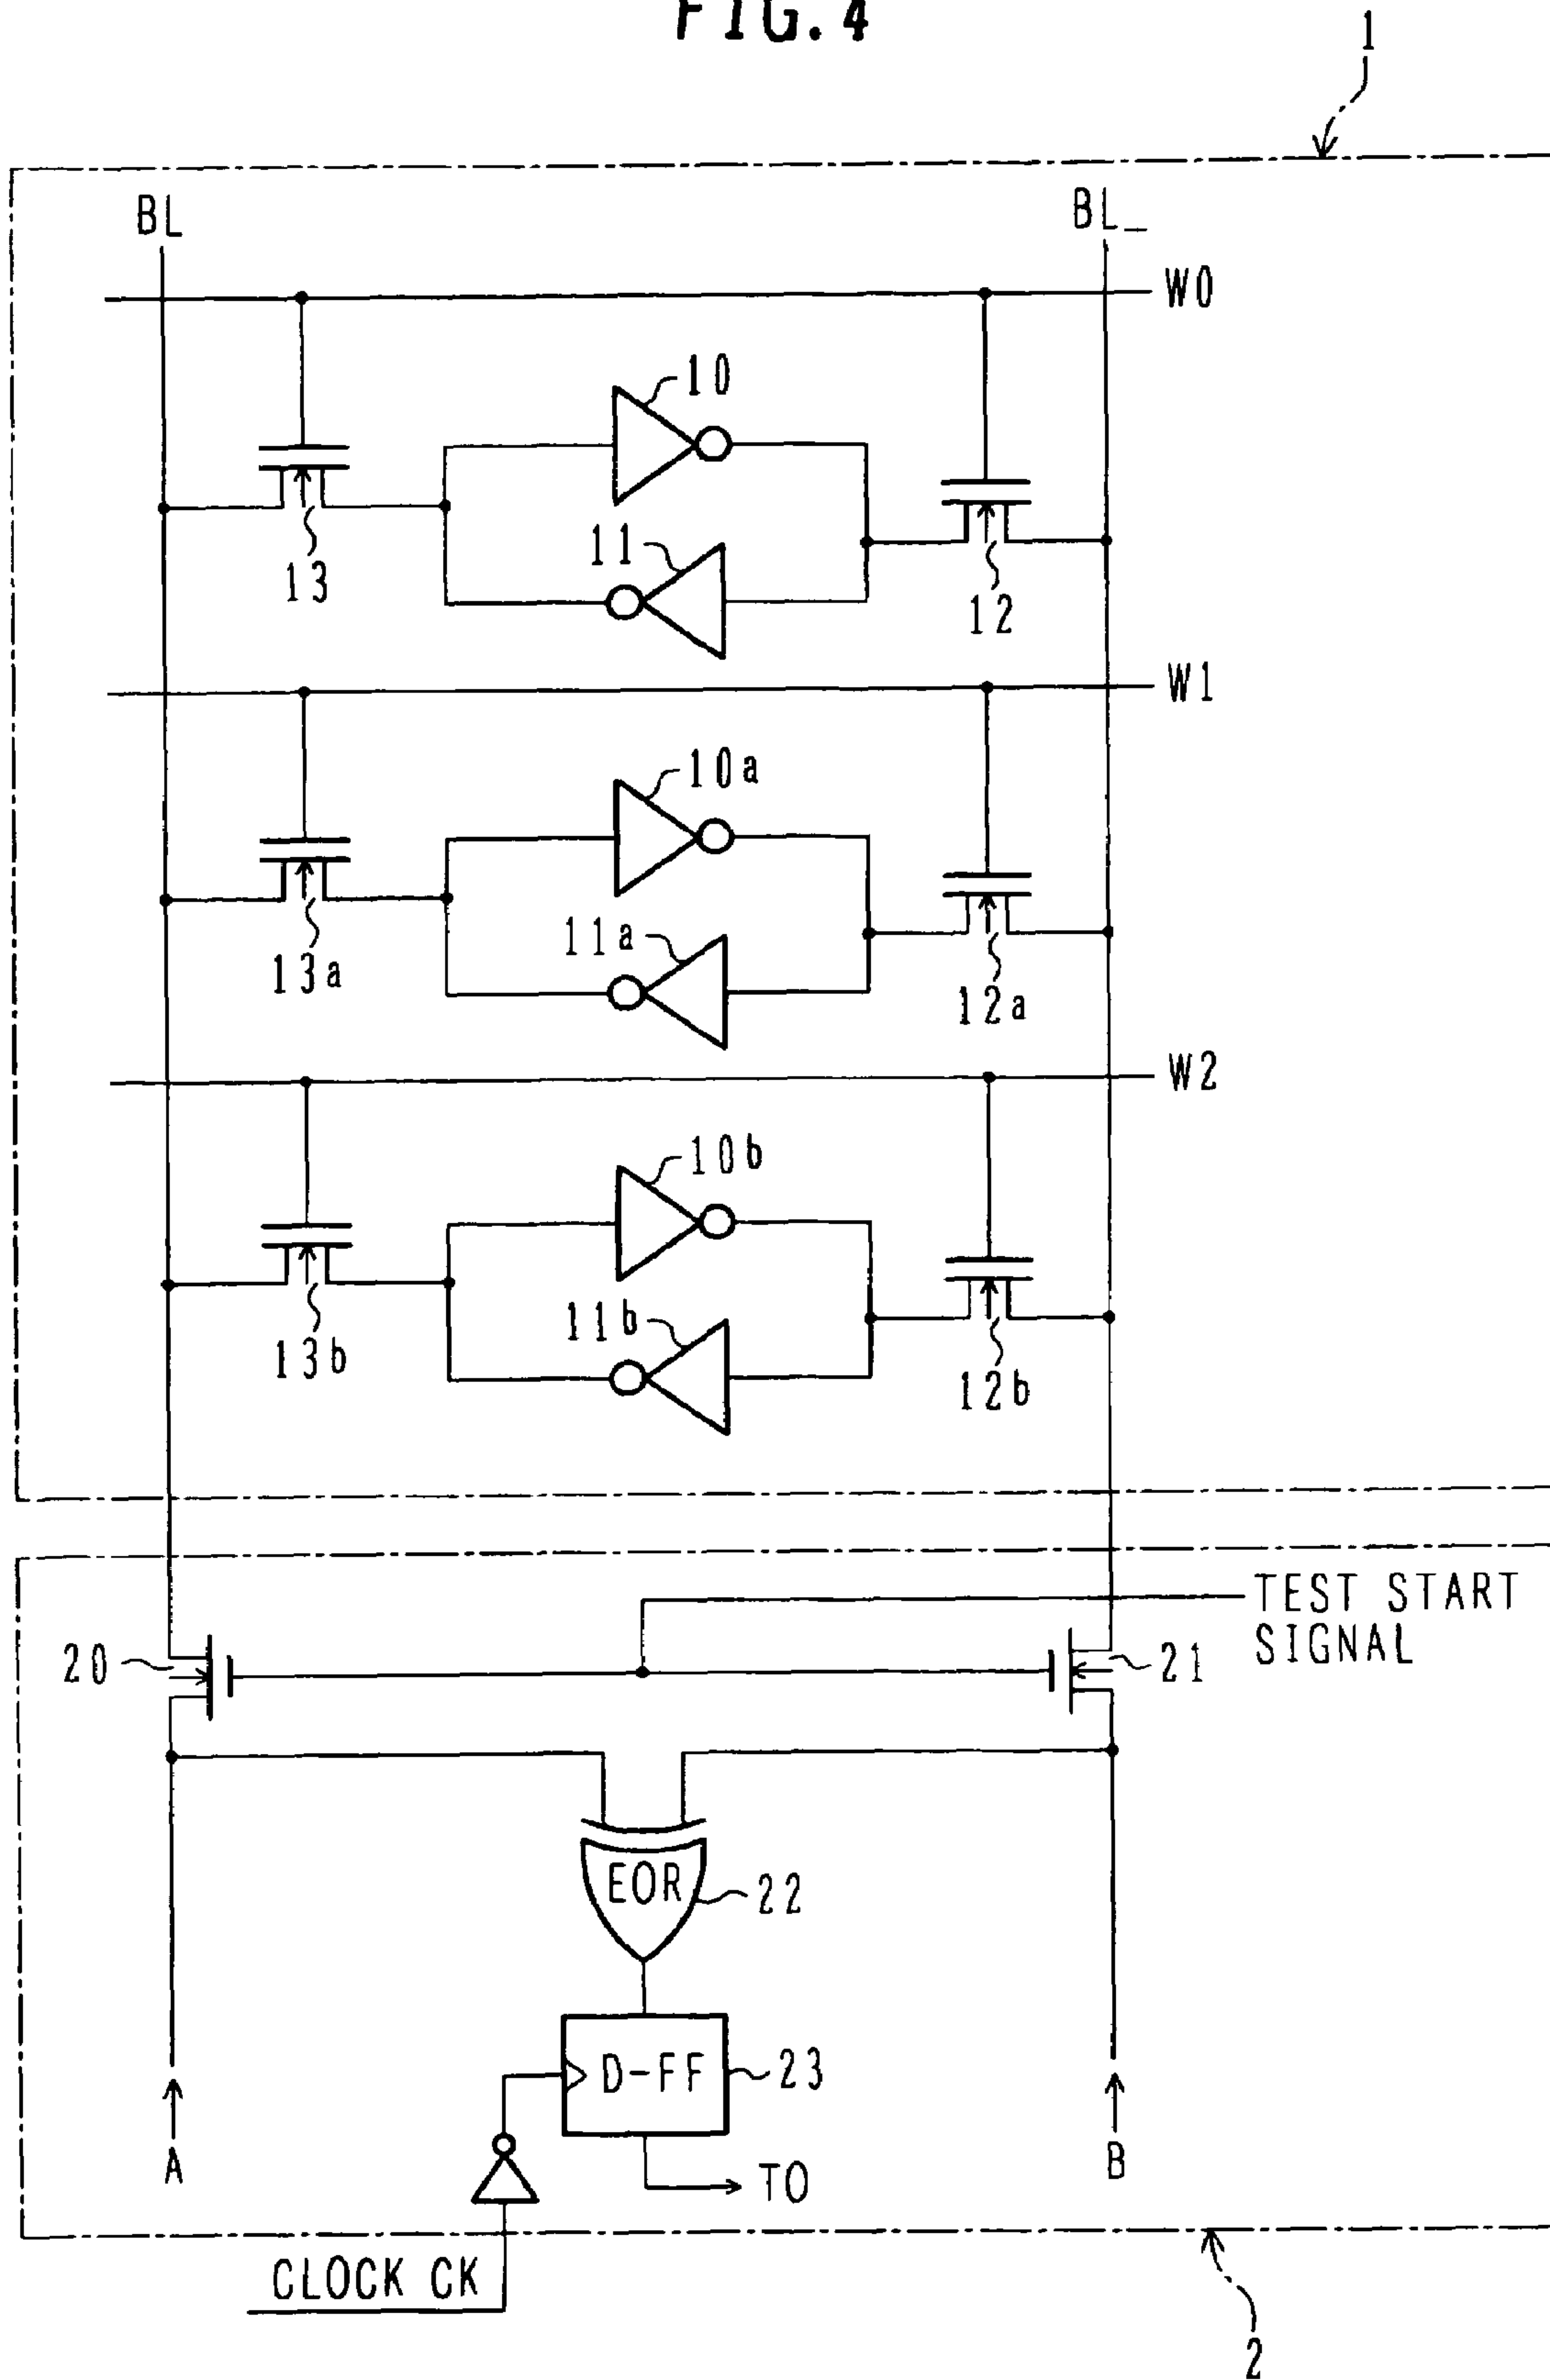 FIG. 4
1
BL
BL_
W0
10
11
13
12
W1
10a
11a
13a
12a
W2
10b
11b
13b
12b
TEST START
SIGNAL
20
21
EOR
22
D-FF
23
A
TO
B
CLOCK CK
2